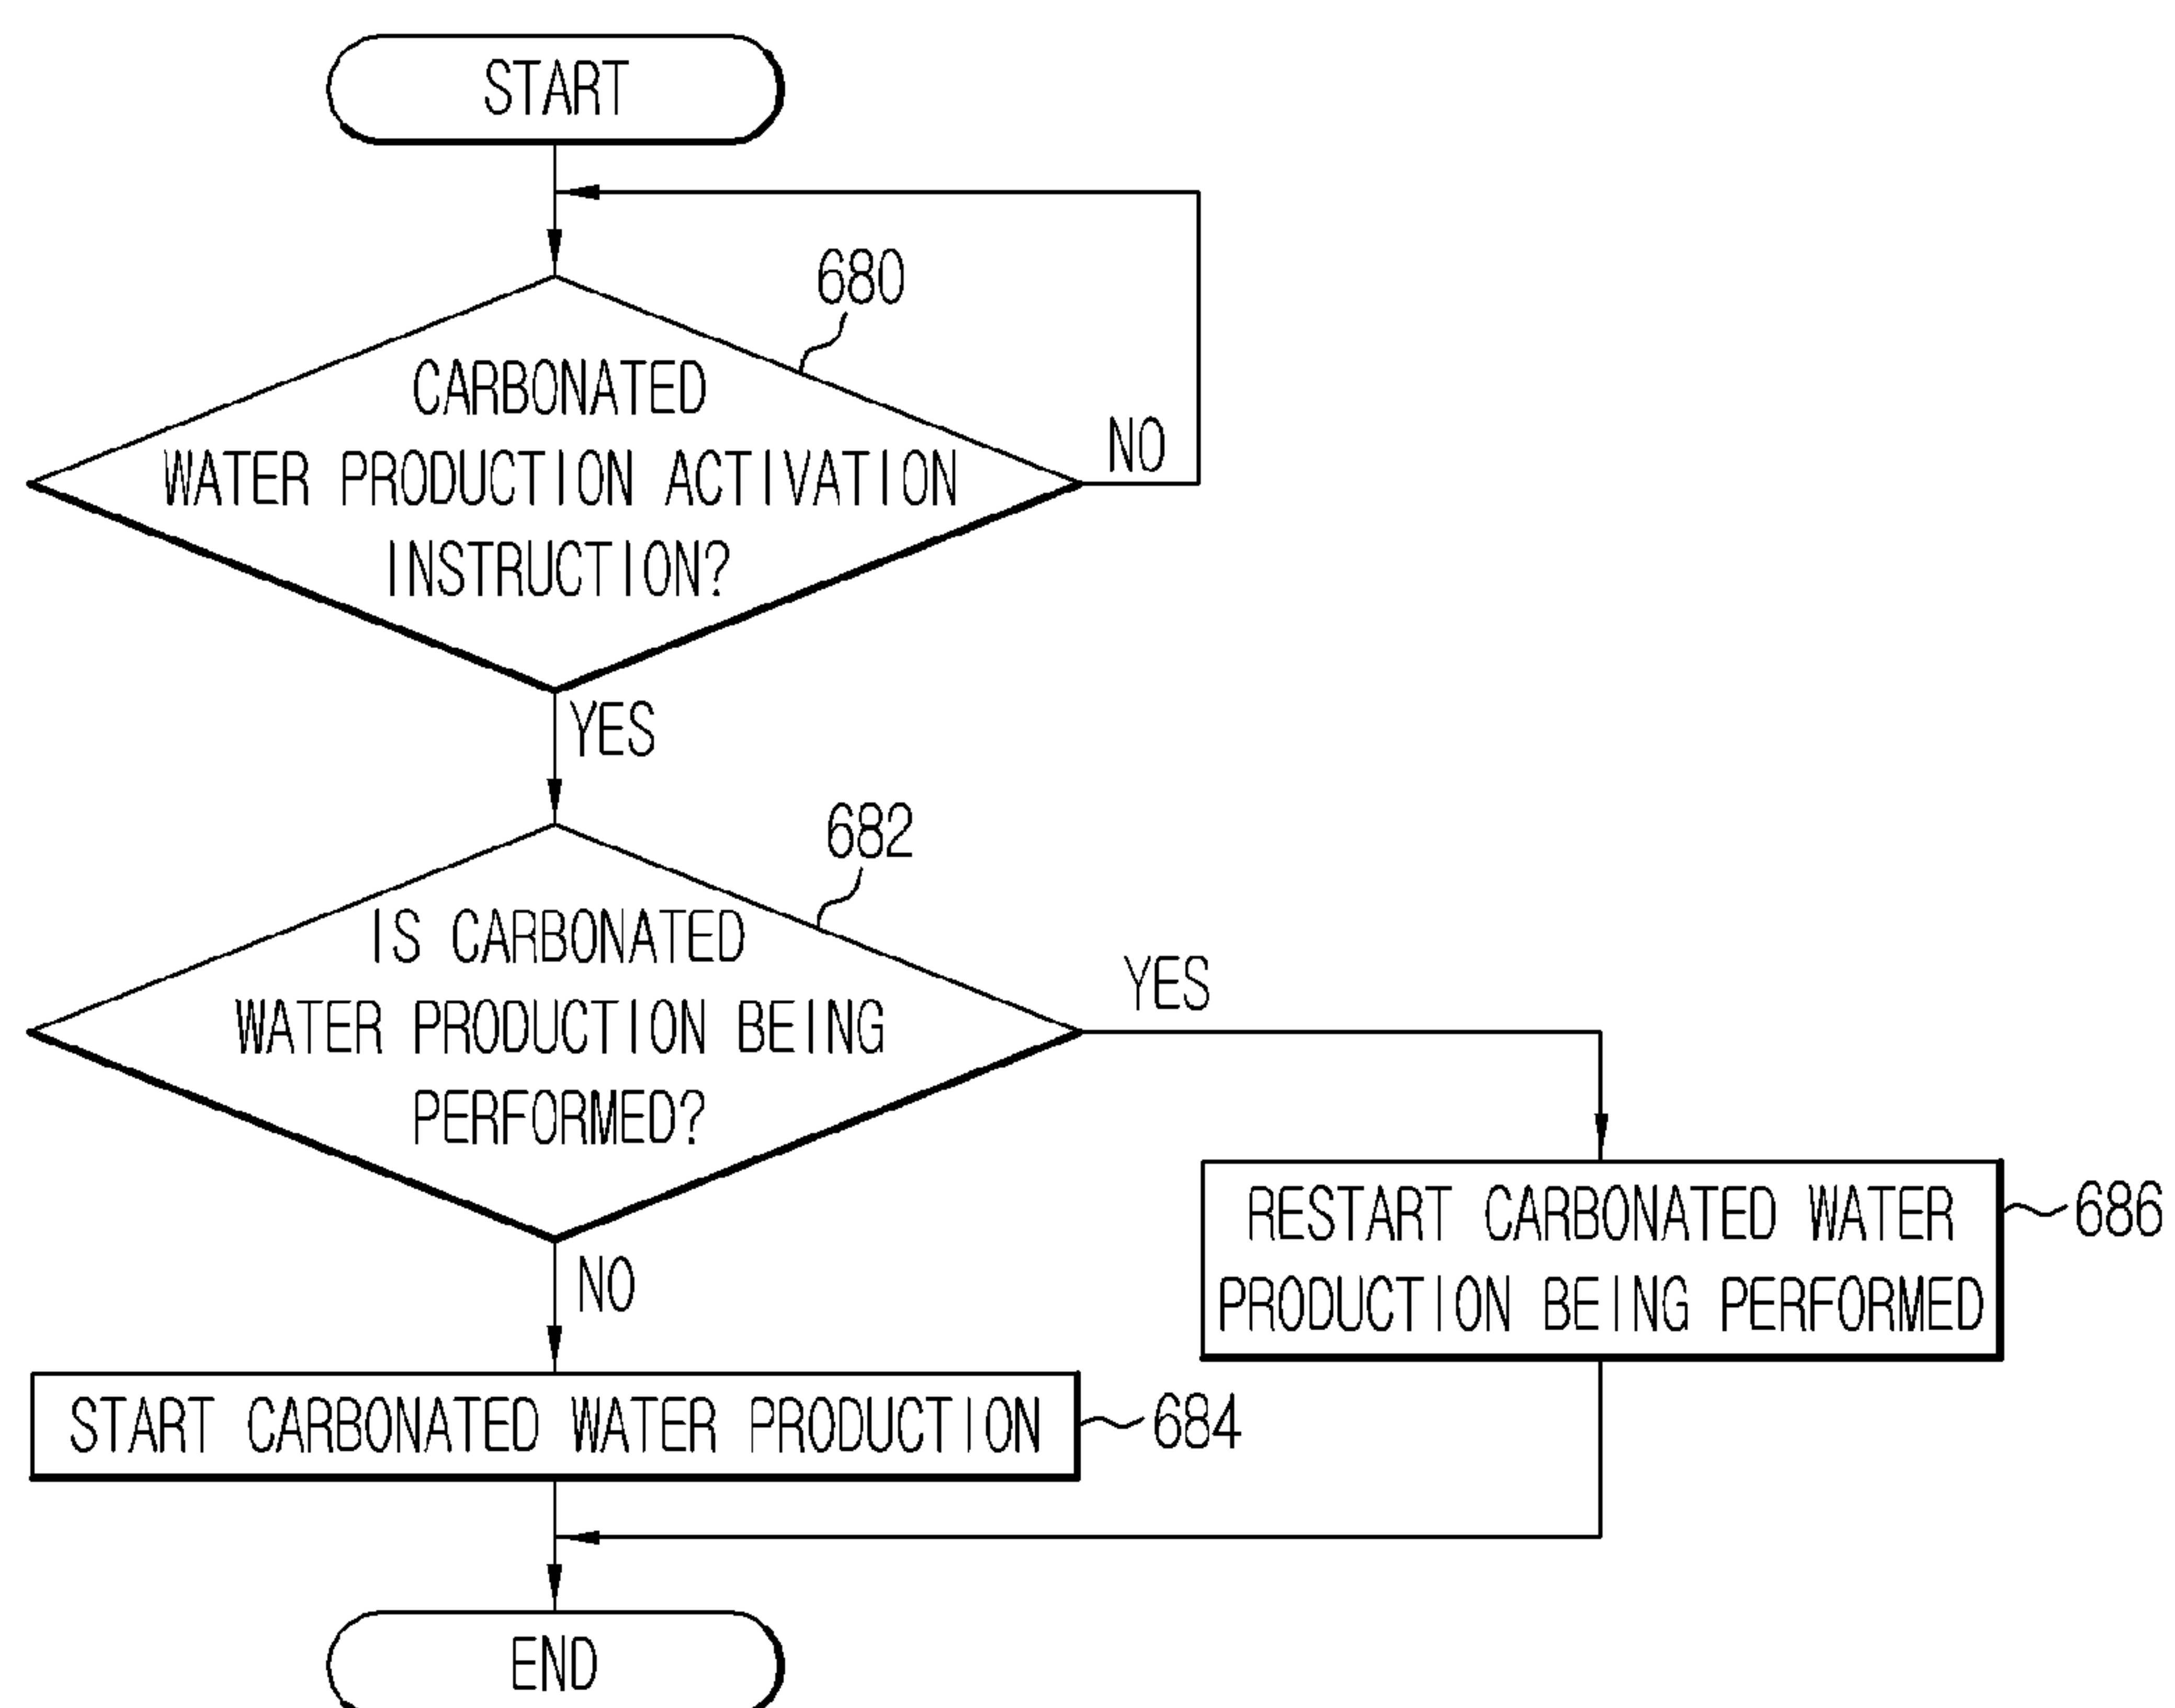 START
680
CARBONATED
WATER PRODUCTION ACTIVATION
INSTRUCTION?
NO
YES
682
IS CARBONATED
WATER PRODUCTION BEING
PERFORMED?
YES
NO
RESTART CARBONATED WATER
PRODUCTION BEING PERFORMED
686
START CARBONATED WATER PRODUCTION
684
END